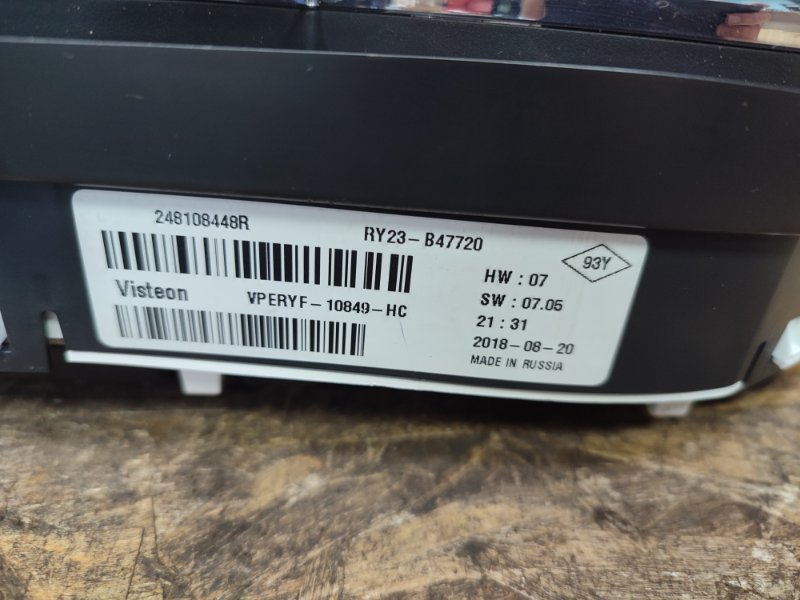 248108448R
RY23-B47720
Visteon
VPERYF-10849-HC
93Y
HW : 07
SW : 07.05
21 : 31
2018-08-20
MADE IN RUSSIA